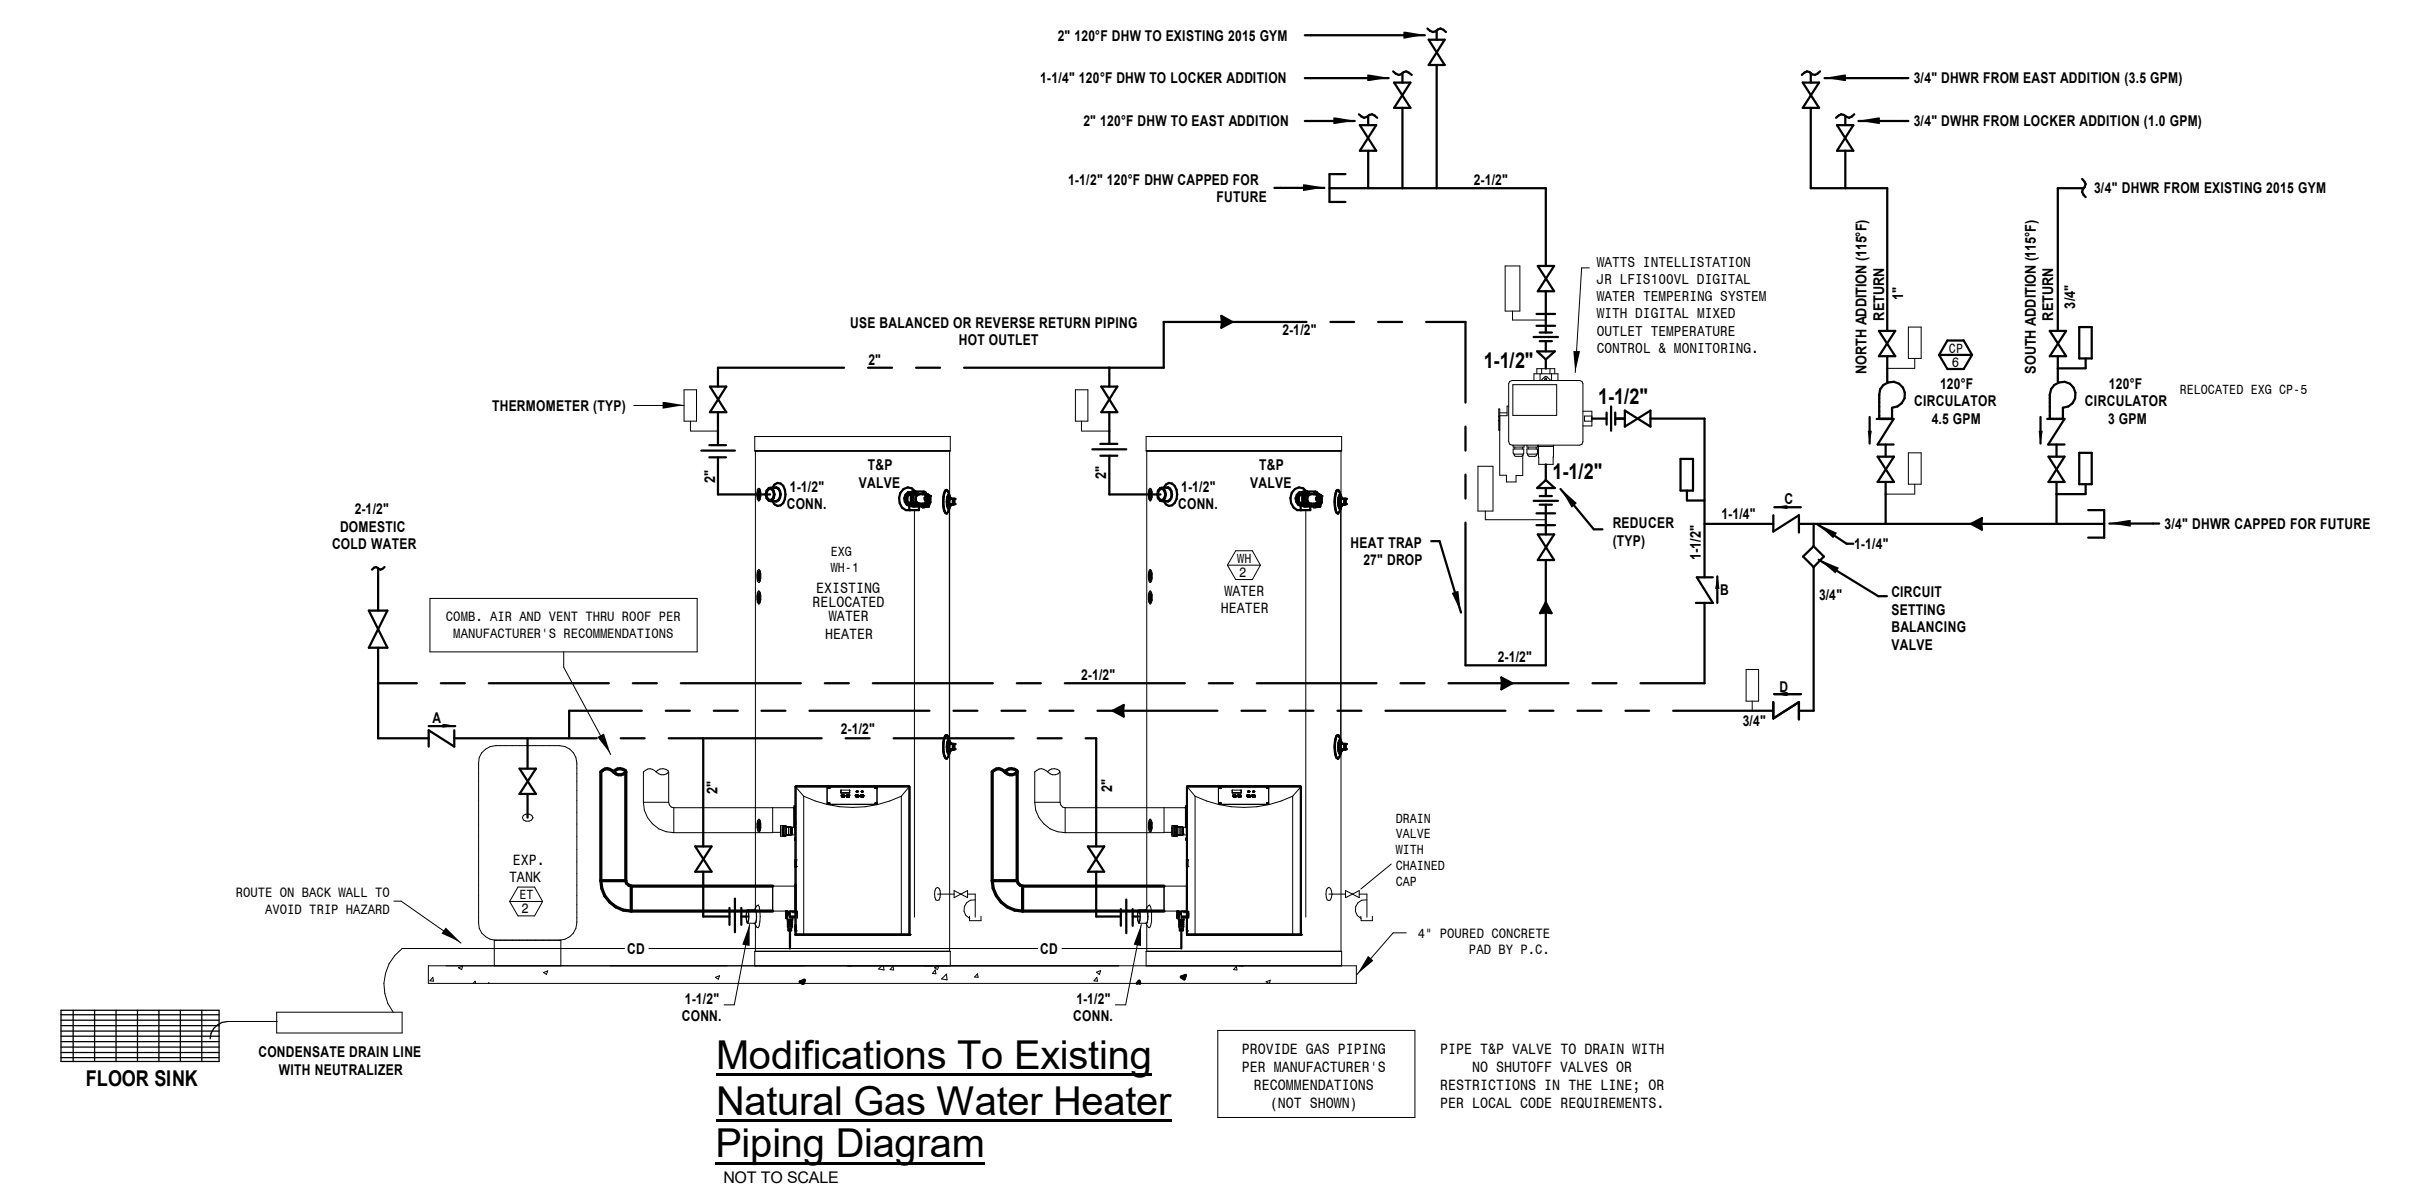 2" 120°F DHW TO EXISTING 2015 GYM
1-1/4" 120°F DHW TO LOCKER ADDITION
2" 120°F DHW TO EAST ADDITION
1-1/2" 120°F DHW CAPPED FOR
FUTURE
2-1/2"
3/4" DHWR FROM EAST ADDITION (3.5 GPM)
3/4" DWHR FROM LOCKER ADDITION (1.0 GPM)
3/4" DHWR FROM EXISTING 2015 GYM
NORTH ADDITION (115°F)
RETURN
1"
SOUTH ADDITION (115°F)
RETURN
3/4"
WATTS INTELLISTATION
JR LFIS100VL DIGITAL
WATER TEMPERING SYSTEM
WITH DIGITAL MIXED
OUTLET TEMPERATURE
CONTROL & MONITORING.
USE BALANCED OR REVERSE RETURN PIPING
HOT OUTLET
2-1/2"
2"
1-1/2"
1-1/2"
1-1/2"
CP
6
120°F
CIRCULATOR
4.5 GPM
120°F
CIRCULATOR
3 GPM
RELOCATED EXG CP-5
THERMOMETER (TYP)
2"
2"
T&P
VALVE
1-1/2"
CONN.
T&P
VALVE
1-1/2"
CONN.
2-1/2"
DOMESTIC
COLD WATER
EXG
WH-1
EXISTING
RELOCATED
WATER
HEATER
WH
2
WATER
HEATER
HEAT TRAP
27" DROP
REDUCER
(TYP)
1-1/4"
C
1-1/4"
3/4" DHWR CAPPED FOR FUTURE
1-1/2"
B
3/4"
CIRCUIT
SETTING
BALANCING
VALVE
COMB. AIR AND VENT THRU ROOF PER
MANUFACTURER'S RECOMMENDATIONS
2-1/2"
2-1/2"
D
3/4"
A
2-1/2"
2"
2"
EXP.
TANK
ET
2
DRAIN
VALVE
WITH
CHAINED
CAP
ROUTE ON BACK WALL TO
AVOID TRIP HAZARD
CD
CD
4" POURED CONCRETE
PAD BY P.C.
1-1/2"
CONN.
1-1/2"
CONN.
CONDENSATE DRAIN LINE
WITH NEUTRALIZER
FLOOR SINK
Modifications To Existing
Natural Gas Water Heater
Piping Diagram
NOT TO SCALE
PROVIDE GAS PIPING
PER MANUFACTURER'S
RECOMMENDATIONS
(NOT SHOWN)
PIPE T&P VALVE TO DRAIN WITH
NO SHUTOFF VALVES OR
RESTRICTIONS IN THE LINE; OR
PER LOCAL CODE REQUIREMENTS.